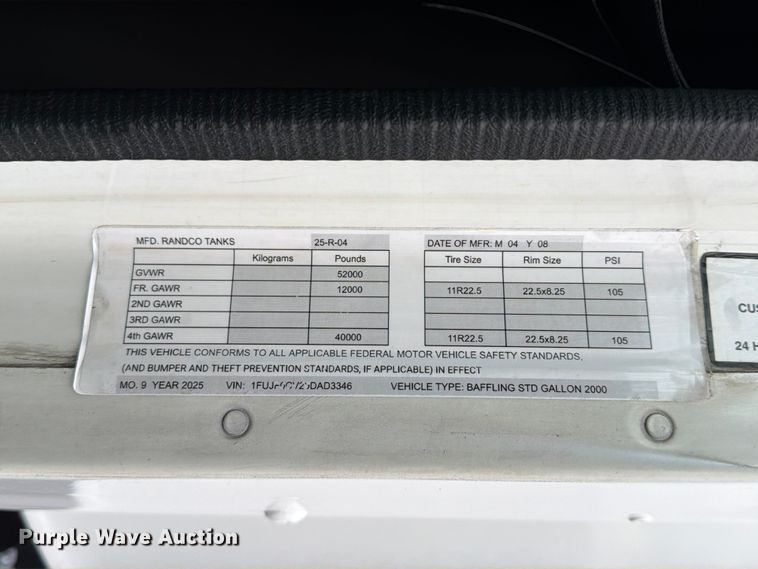 MFD. RANDCO TANKS 25-R-04 DATE OF MFR: M 04 Y 08
Kilograms Pounds Tire Size Rim Size PSI
GVWR 52000
FR. GAWR 12000 11R22.5 22.5x8.25 105
2ND GAWR
3RD GAWR
4th GAWR 40000 11R22.5 22.5x8.25 105
THIS VEHICLE CONFORMS TO ALL APPLICABLE FEDERAL MOTOR VEHICLE SAFETY STANDARDS,
(AND BUMPER AND THEFT PREVENTION STANDARDS, IF APPLICABLE) IN EFFECT
MO. 9 YEAR 2025 VIN: VEHICLE TYPE: BAFFLING STD GALLON 2000
CUS
24 H
Purple Wave Auction